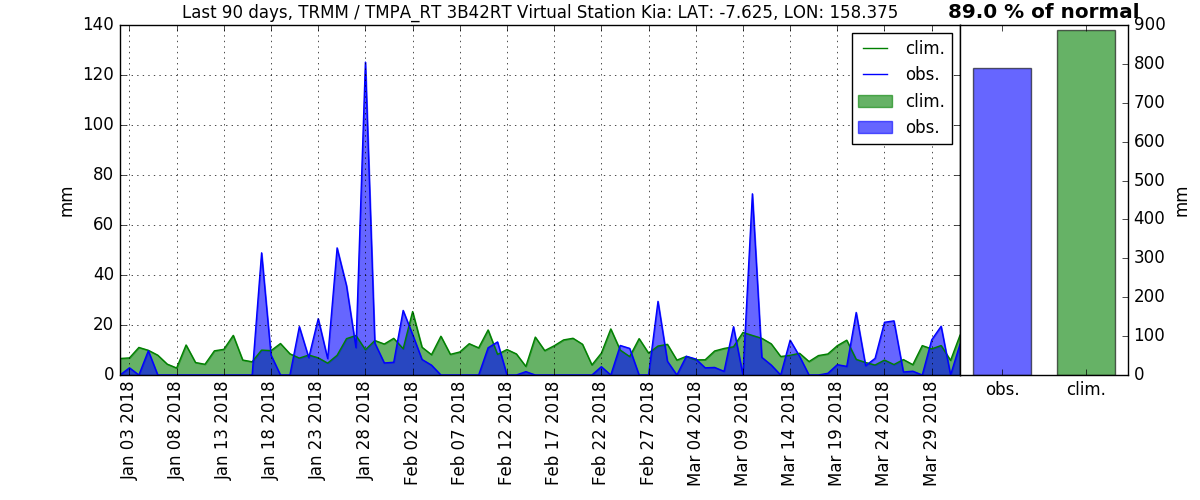 Last 90 days, TRMM / TMPA_RT 3B42RT Virtual Station Kia: LAT: -7.625, LON: 158.375
89.0 % of normal
140
120
100
80
60
40
20
0
mm
clim.
obs.
clim.
obs.
900
800
700
600
500
400
300
200
100
0
mm
Jan 03 2018
Jan 08 2018
Jan 13 2018
Jan 18 2018
Jan 23 2018
Jan 28 2018
Feb 02 2018
Feb 07 2018
Feb 12 2018
Feb 17 2018
Feb 22 2018
Feb 27 2018
Mar 04 2018
Mar 09 2018
Mar 14 2018
Mar 19 2018
Mar 24 2018
Mar 29 2018
obs.
clim.